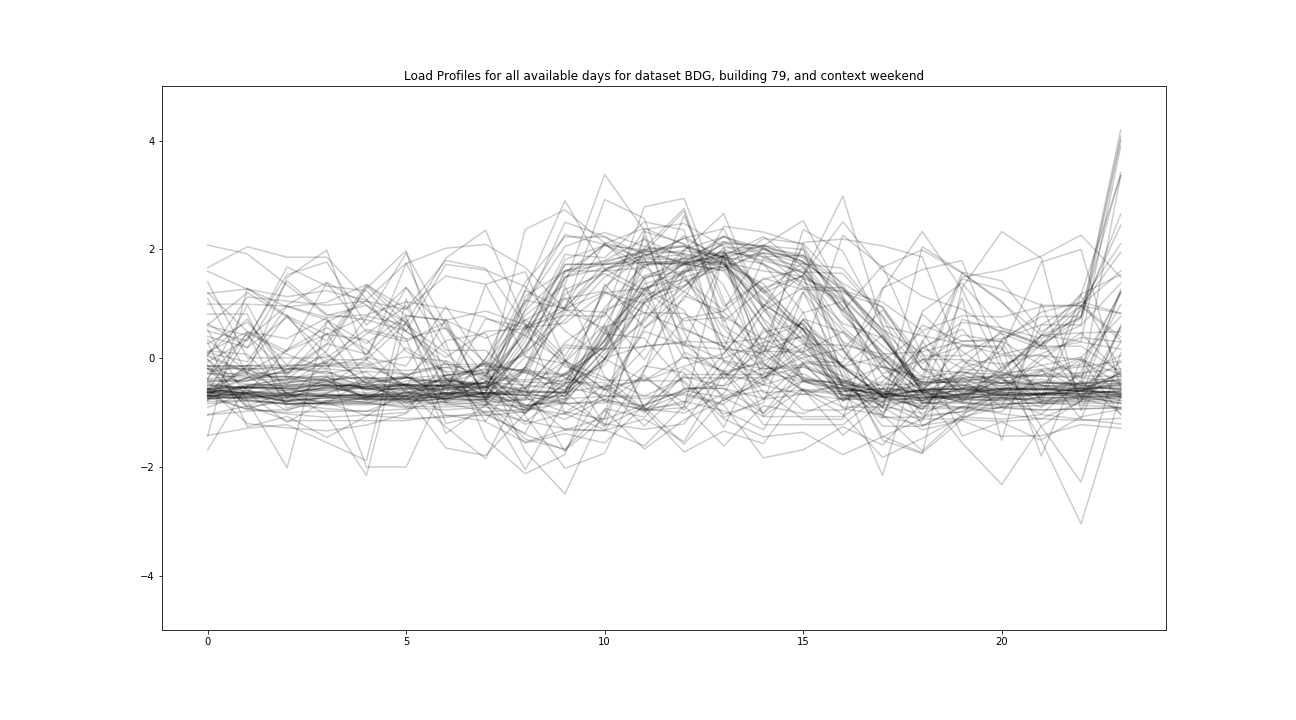 Load Profiles for all available days for dataset BDG, building 79, and context weekend
4
2
0
−2
−4
0 5 10 15 20